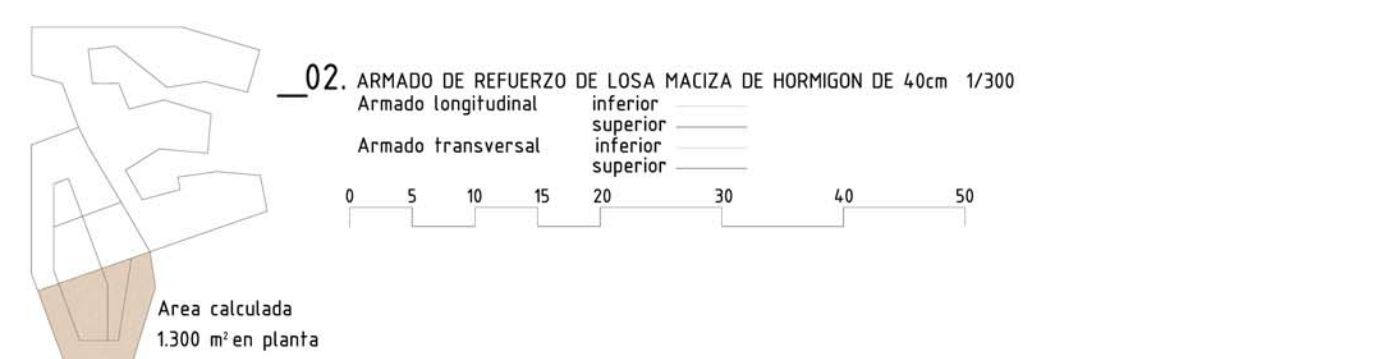 __02. ARMADO DE REFUERZO DE LOSA MACIZA DE HORMIGON DE 40cm 1/300
Armado longitudinal inferior
superior
Armado transversal inferior
superior
0 5 10 15 20 30 40 50
Area calculada
1.300 m² en planta